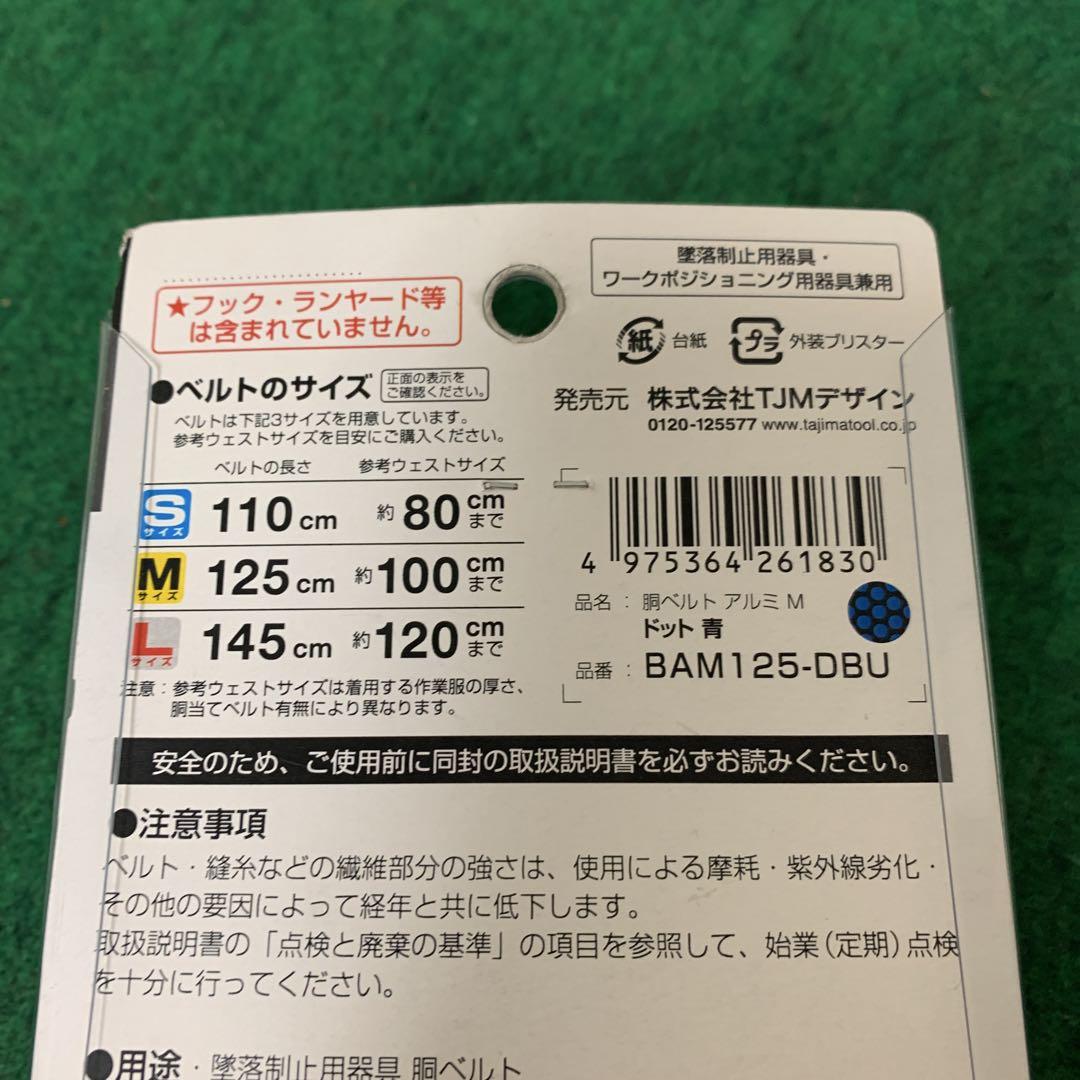 ★フック・ランヤード等
は含まれていません。
墜落制止用器具・
ワークポジショニング用器具兼用
紙 台紙 プラ 外装ブリスター
●ベルトのサイズ 正面の表示を
ご確認ください。
ベルトは下記3サイズを用意しています。
参考ウェストサイズを目安にご購入ください。
発売元 株式会社TJMデザイン
0120-125577 www.tajimatool.co.jp
ベルトの長さ 参考ウェストサイズ
Sサイズ 110cm 約80cmまで
Mサイズ 125cm 約100cmまで
Lサイズ 145cm 約120cmまで
注意：参考ウェストサイズは着用する作業服の厚さ、
胴当てベルト有無により異なります。
4 975364 261830
品名：胴ベルト アルミ M
ドット 青
品番：BAM125-DBU
安全のため、ご使用前に同封の取扱説明書を必ずお読みください。
●注意事項
ベルト・縫糸などの繊維部分の強さは、使用による摩耗・紫外線劣化・
その他の要因によって経年と共に低下します。
取扱説明書の「点検と廃棄の基準」の項目を参照して、始業（定期）点検
を十分に行ってください。
●用途・墜落制止用器具 胴ベルト